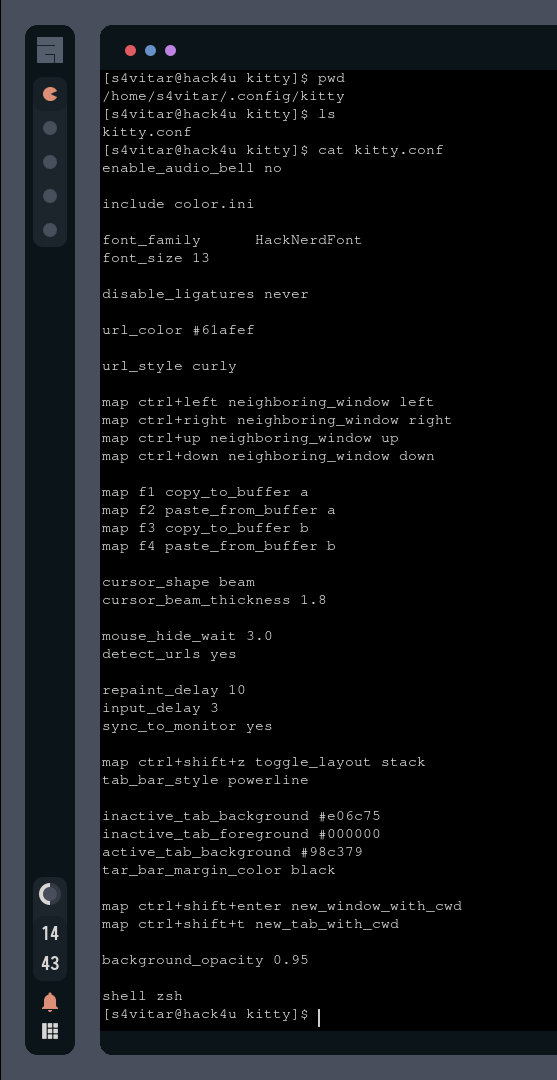 [s4vitar@hack4u kitty]$ pwd
/home/s4vitar/.config/kitty
[s4vitar@hack4u kitty]$ ls
kitty.conf
[s4vitar@hack4u kitty]$ cat kitty.conf
enable_audio_bell no
include color.ini
font_family      HackNerdFont
font_size 13
disable_ligatures never
url_color #61afef
url_style curly
map ctrl+left neighboring_window left
map ctrl+right neighboring_window right
map ctrl+up neighboring_window up
map ctrl+down neighboring_window down
map f1 copy_to_buffer a
map f2 paste_from_buffer a
map f3 copy_to_buffer b
map f4 paste_from_buffer b
cursor_shape beam
cursor_beam_thickness 1.8
mouse_hide_wait 3.0
detect_urls yes
repaint_delay 10
input_delay 3
sync_to_monitor yes
map ctrl+shift+z toggle_layout stack
tab_bar_style powerline
inactive_tab_background #e06c75
inactive_tab_foreground #000000
active_tab_background #98c379
tar_bar_margin_color black
map ctrl+shift+enter new_window_with_cwd
map ctrl+shift+t new_tab_with_cwd
background_opacity 0.95
shell zsh
[s4vitar@hack4u kitty]$
14
43